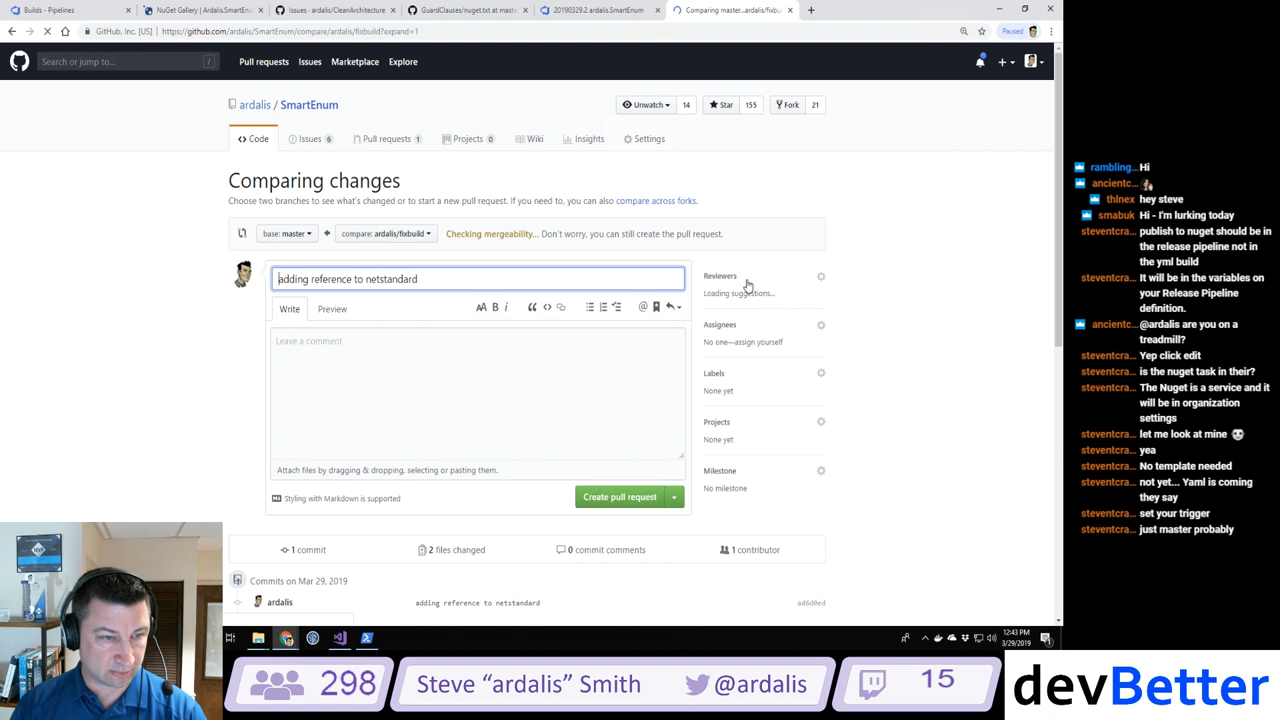 Builds - Pipelines
NuGet Gallery | Ardalis.SmartEnu
Issues · ardalis/CleanArchitecture
GuardClauses/nuget.txt at maste
20190329.2 ardalis.SmartEnum
Comparing master...ardalis/fixbu
GitHub, Inc. [US] | https://github.com/ardalis/SmartEnum/compare/ardalis/fixbuild?expand=1
Paused
Search or jump to...
/
Pull requests
Issues
Marketplace
Explore
ardalis / SmartEnum
Unwatch 14
Star 155
Fork 21
Code
Issues 6
Pull requests 1
Projects 0
Wiki
Insights
Settings
Comparing changes
Choose two branches to see what's changed or to start a new pull request. If you need to, you can also compare across forks.
base: master
compare: ardalis/fixbuild
Checking mergeability... Don't worry, you can still create the pull request.
adding reference to netstandard
Write
Preview
AA B i
Leave a comment
Attach files by dragging & dropping, selecting or pasting them.
Styling with Markdown is supported
Create pull request
Reviewers
Loading suggestions...
Assignees
No one—assign yourself
Labels
None yet
Projects
None yet
Milestone
No milestone
1 commit
2 files changed
0 commit comments
1 contributor
Commits on Mar 29, 2019
ardalis
adding reference to netstandard
ad6d0ed
12:43 PM
3/29/2019
rambling... Hi
ancientc...
thlnex hey steve
smabuk Hi - I'm lurking today
steventcra... publish to nuget should be in
the release pipeline not in
the yml build
steventcra... It will be in the variables on
your Release Pipeline
definition.
ancientc... @ardalis are you on a
treadmill?
steventcra... Yep click edit
steventcra... is the nuget task in their?
steventcra... The Nuget is a service and it
will be in organization
settings
steventcra... let me look at mine
steventcra... yea
steventcra... No template needed
steventcra... not yet... Yaml is coming
they say
steventcra... set your trigger
steventcra... just master probably
298
Steve "ardalis" Smith
@ardalis
15
devBetter